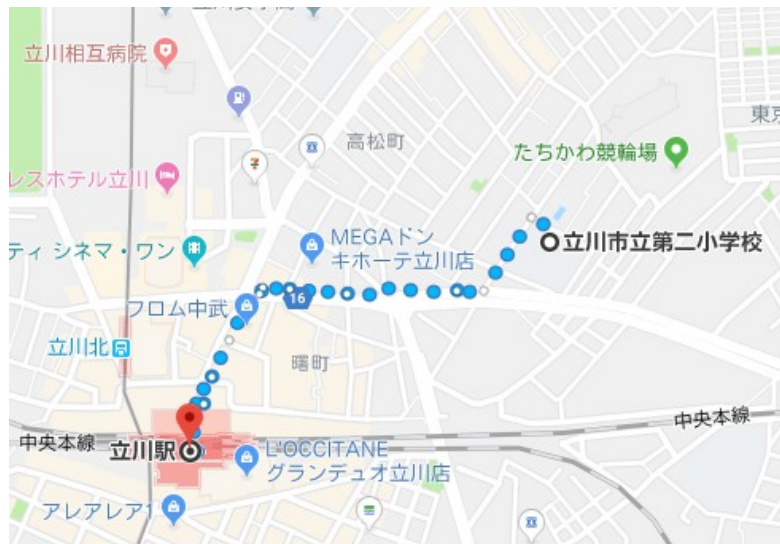 立川相互病院
高松町
東京
たちかわ競輪場
レスホテル立川
ティ シネマ・ワン
MEGAドン
キホーテ立川店
立川市立第二小学校
16
フロム中武
立川北
曙町
中央本線
中央本線
立川駅
L'OCCITANE
グランデュオ立川店
アレアレア1